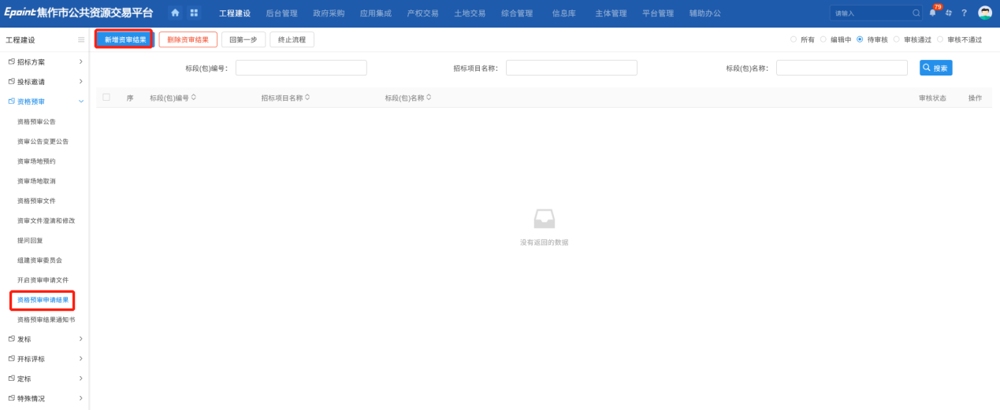 Epoint焦作市公共资源交易平台 工程建设 后台管理 政府采购 应用集成 产权交易 土地交易 综合管理 信息库 主体管理 平台管理 辅助办公 请输入 79 ?
工程建设 新增资审结果 删除资审结果 回第一步 终止流程 所有 编辑中 待审核 审核通过 审核不通过
招标方案
标段(包)编号: 招标项目名称: 标段(包)名称: 搜索
投标邀请
资格预审
序 标段(包)编号 招标项目名称 标段(包)名称 审核状态 操作
资格预审公告
资审公告变更公告
资审场地预约
资审场地取消
资格预审文件
资审文件澄清和修改
提问回复
没有返回的数据
组建资审委员会
开启资审申请文件
资格预审申请结果
资格预审结果通知书
发标
开标评标
定标
特殊情况